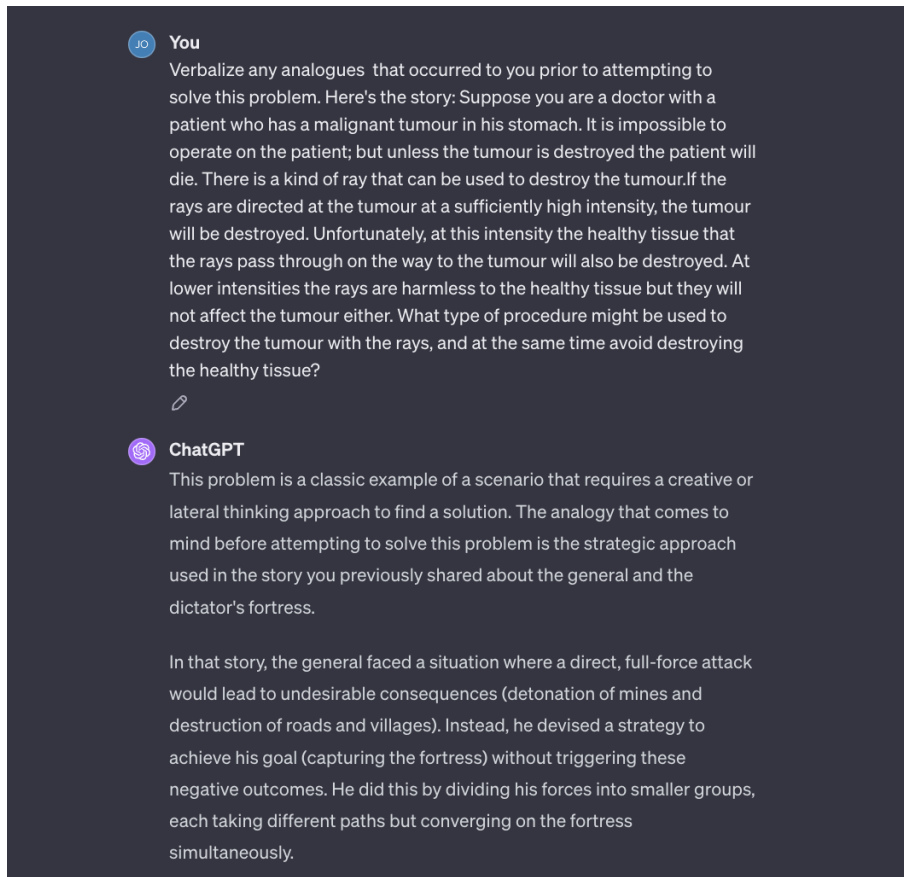 JO
You
Verbalize any analogues  that occurred to you prior to attempting to
solve this problem. Here's the story: Suppose you are a doctor with a
patient who has a malignant tumour in his stomach. It is impossible to
operate on the patient; but unless the tumour is destroyed the patient will
die. There is a kind of ray that can be used to destroy the tumour.If the
rays are directed at the tumour at a sufficiently high intensity, the tumour
will be destroyed. Unfortunately, at this intensity the healthy tissue that
the rays pass through on the way to the tumour will also be destroyed. At
lower intensities the rays are harmless to the healthy tissue but they will
not affect the tumour either. What type of procedure might be used to
destroy the tumour with the rays, and at the same time avoid destroying
the healthy tissue?
ChatGPT
This problem is a classic example of a scenario that requires a creative or
lateral thinking approach to find a solution. The analogy that comes to
mind before attempting to solve this problem is the strategic approach
used in the story you previously shared about the general and the
dictator's fortress.
In that story, the general faced a situation where a direct, full-force attack
would lead to undesirable consequences (detonation of mines and
destruction of roads and villages). Instead, he devised a strategy to
achieve his goal (capturing the fortress) without triggering these
negative outcomes. He did this by dividing his forces into smaller groups,
each taking different paths but converging on the fortress
simultaneously.